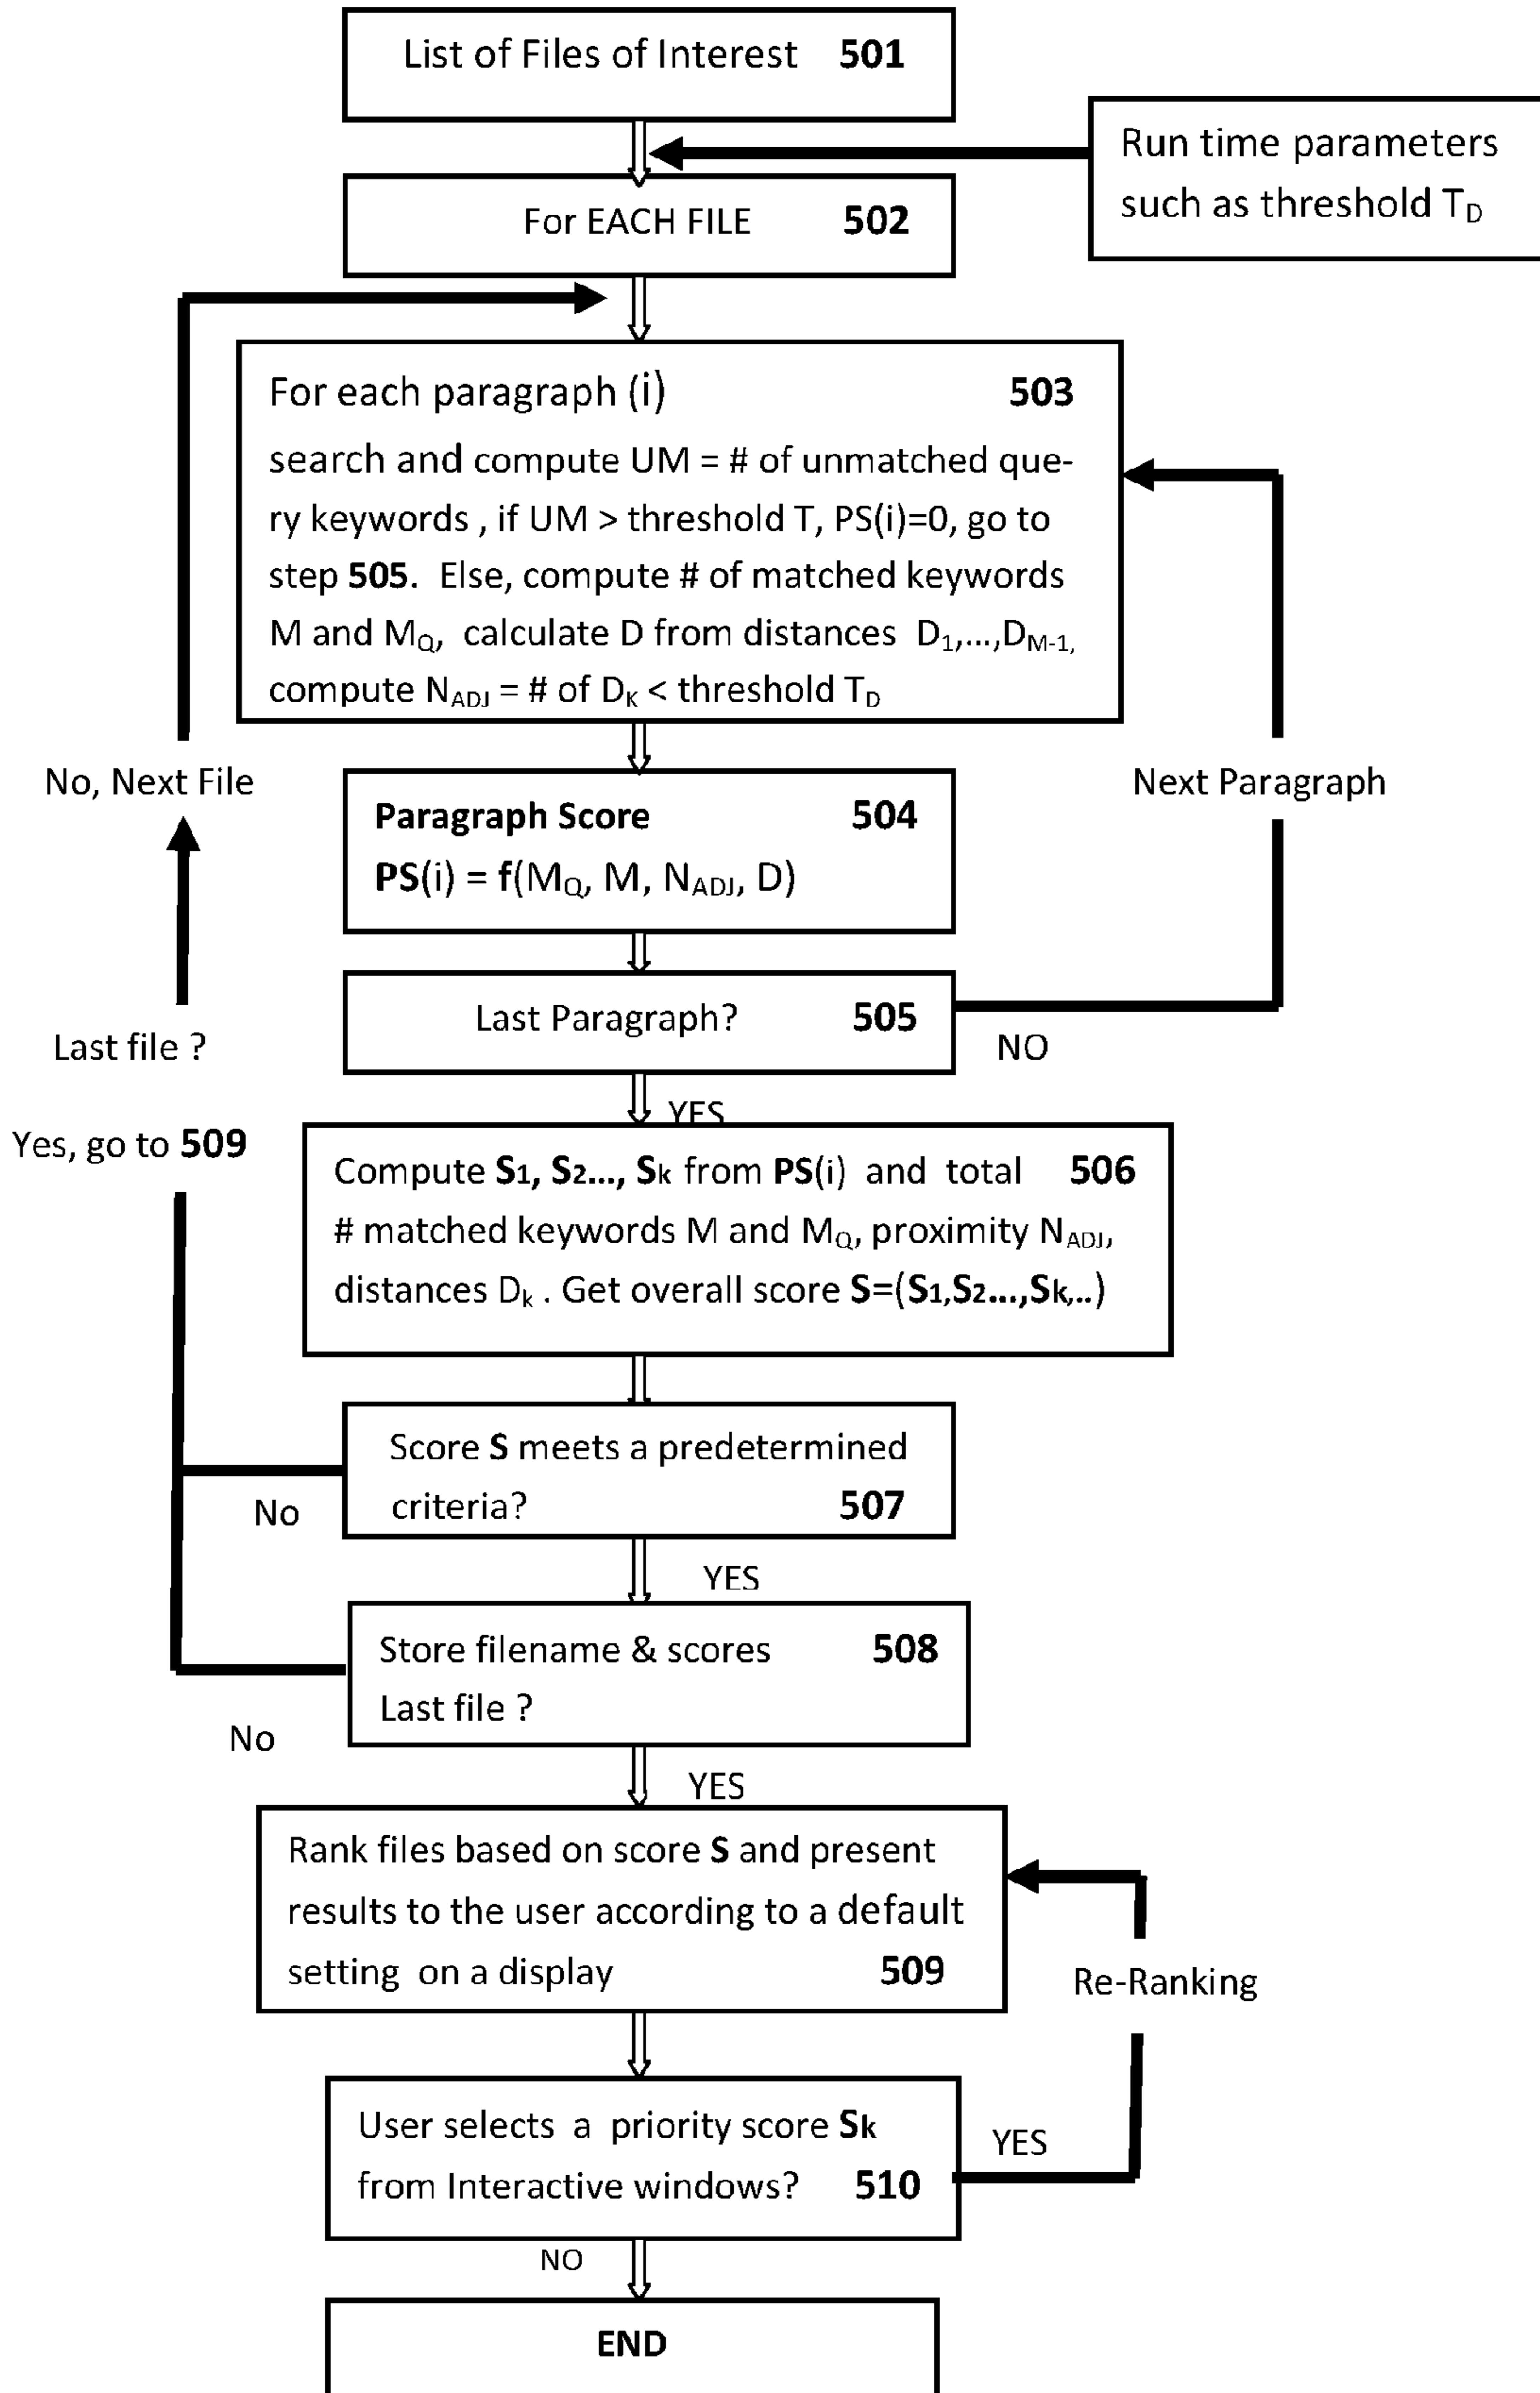 List of Files of Interest 501
Run time parameters
such as threshold TD
For EACH FILE 502
For each paragraph (i) 503
search and compute UM = # of unmatched que-
ry keywords , if UM > threshold T, PS(i)=0, go to
step 505. Else, compute # of matched keywords
M and MQ, calculate D from distances D1,...,DM-1,
compute NADJ = # of DK < threshold TD
No, Next File
Next Paragraph
Paragraph Score 504
PS(i) = f(MQ, M, NADJ, D)
Last Paragraph? 505
NO
Last file ?
YES
Yes, go to 509
Compute S1, S2..., Sk from PS(i) and total 506
# matched keywords M and MQ, proximity NADJ,
distances Dk . Get overall score S=(S1,S2...,Sk,..)
Score S meets a predetermined
criteria? 507
No
YES
Store filename & scores 508
Last file ?
No
YES
Rank files based on score S and present
results to the user according to a default
setting on a display 509
Re-Ranking
User selects a priority score Sk
from Interactive windows? 510
YES
NO
END